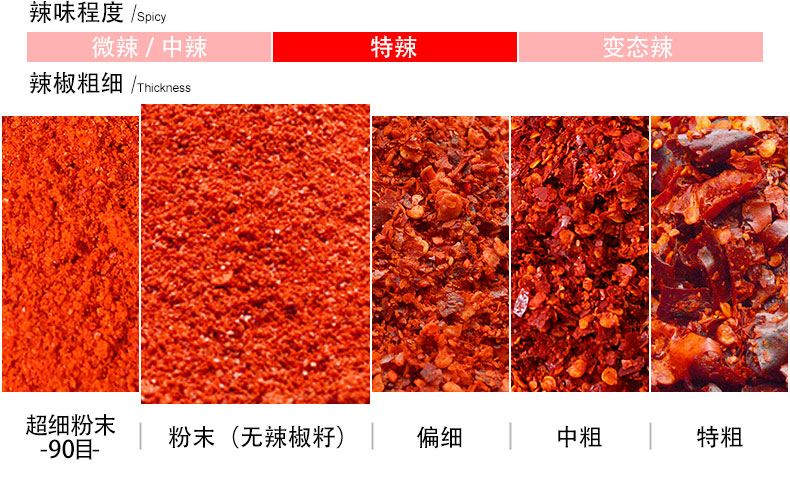 辣味程度 /Spicy
微辣 / 中辣 特辣 变态辣
辣椒粗细 /Thickness
超细粉末 粉末（无辣椒籽） 偏细 中粗 特粗
-90目-